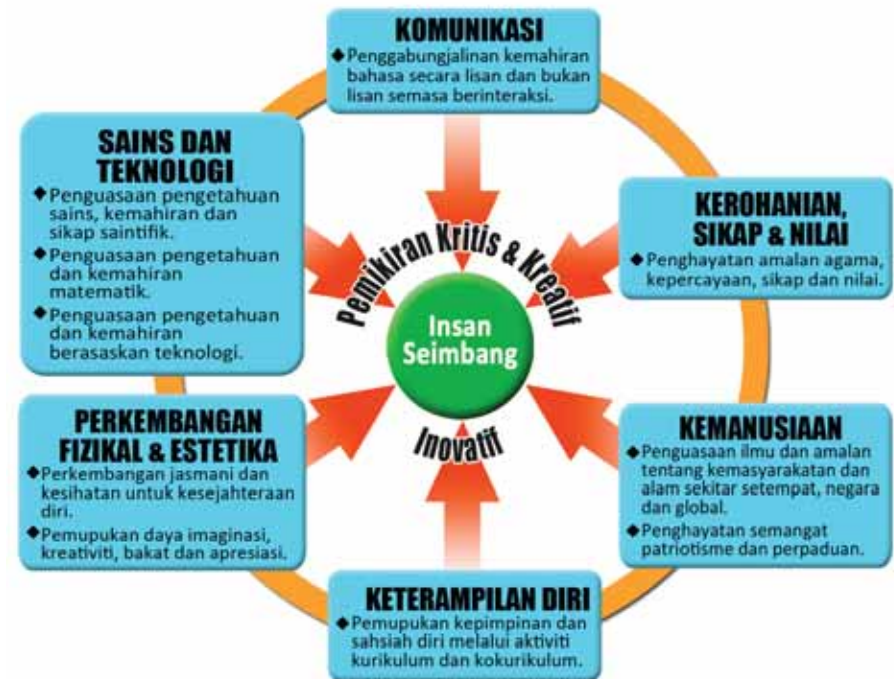 KOMUNIKASI
◆Penggabungjalinan kemahiran
bahasa secara lisan dan bukan
lisan semasa berinteraksi.
SAINS DAN
TEKNOLOGI
◆Penguasaan pengetahuan
sains, kemahiran dan
sikap saintifik.
◆Penguasaan pengetahuan
dan kemahiran
matematik.
◆Penguasaan pengetahuan
dan kemahiran
berasaskan teknologi.
KEROHANIAN,
SIKAP & NILAI
◆Penghayatan amalan agama,
kepercayaan, sikap dan nilai.
Pemikiran Kritis & Kreatif
Insan
Seimbang
Inovatif
PERKEMBANGAN
FIZIKAL & ESTETIKA
◆Perkembangan jasmani dan
kesihatan untuk kesejahteraan
diri.
◆Pemupukan daya imaginasi,
kreativiti, bakat dan apresiasi.
KEMANUSIAAN
◆Penguasaan ilmu dan amalan
tentang kemasyarakatan dan
alam sekitar setempat, negara
dan global.
◆Penghayatan semangat
patriotisme dan perpaduan.
KETERAMPILAN DIRI
◆Pemupukan kepimpinan dan
sahsiah diri melalui aktiviti
kurikulum dan kokurikulum.